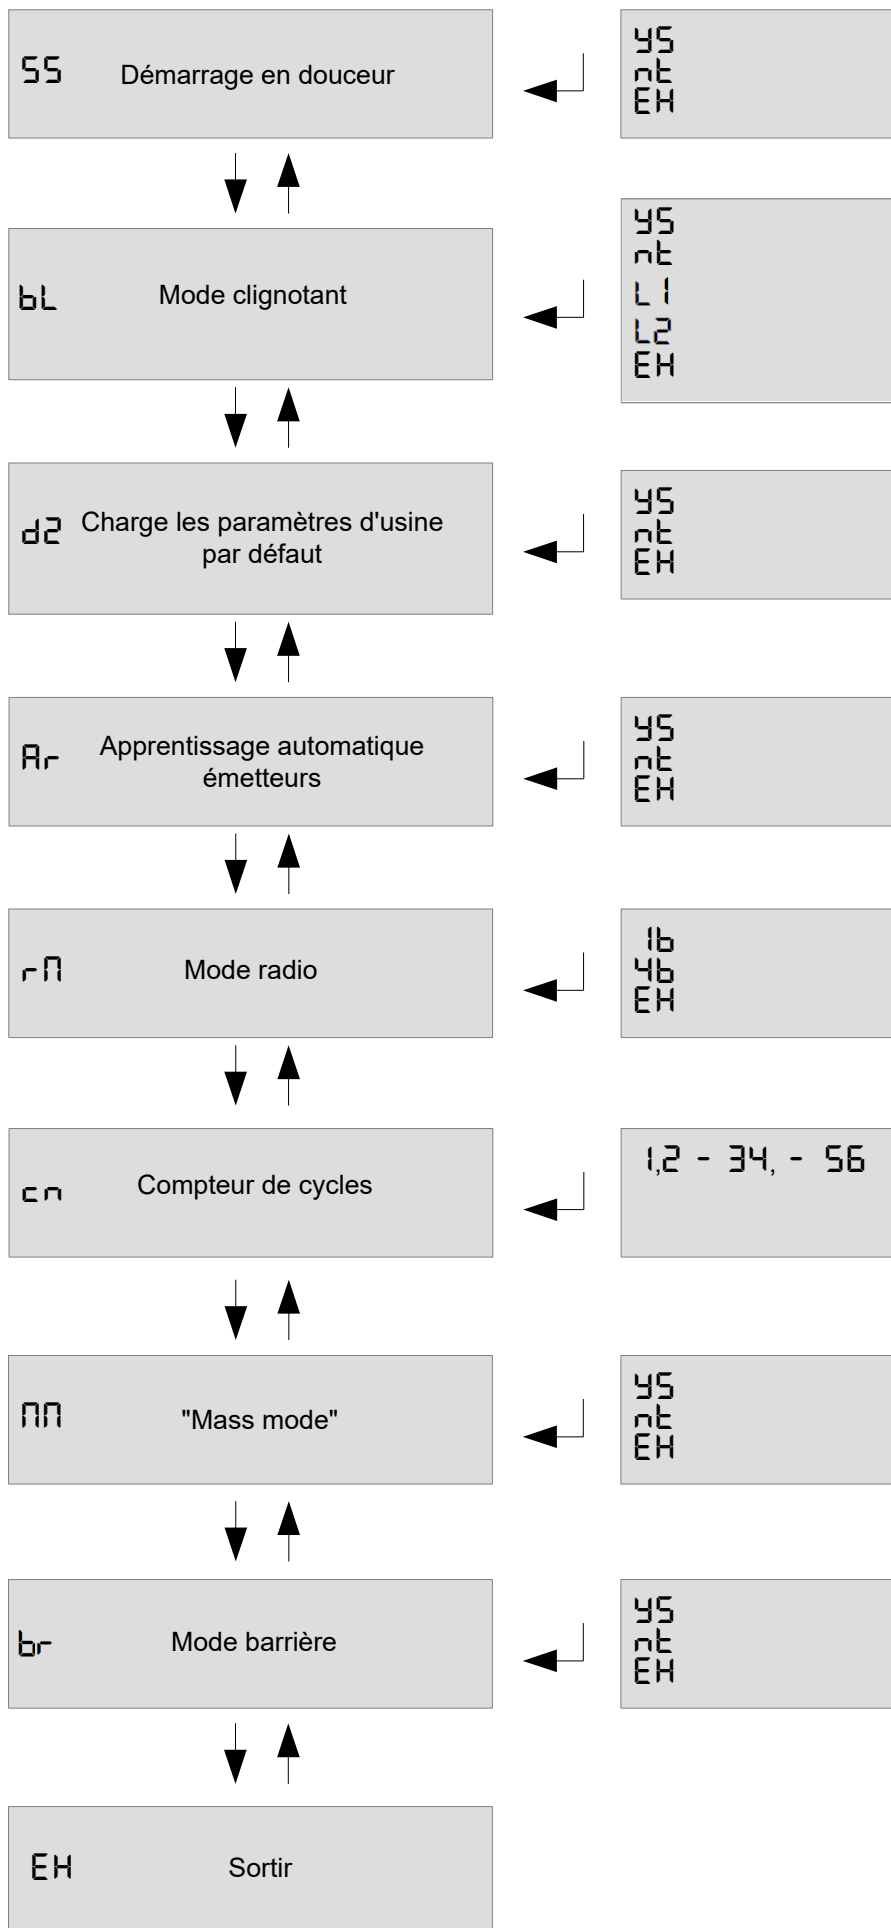 SS Démarrage en douceur
YS
nt
EH
bL Mode clignotant
YS
nt
L1
L2
EH
d2 Charge les paramètres d'usine
par défaut
YS
nt
EH
Ar Apprentissage automatique
émetteurs
YS
nt
EH
rM Mode radio
1b
4b
EH
cn Compteur de cycles
1,2 - 34, - 56
MM "Mass mode"
YS
nt
EH
br Mode barrière
YS
nt
EH
EH Sortir